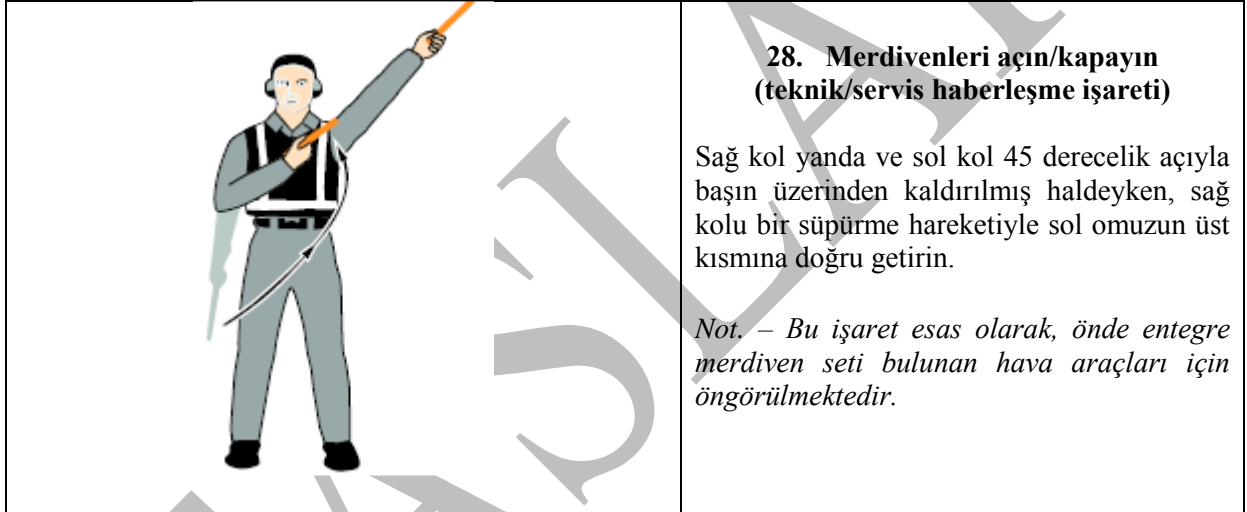 28. Merdivenleri açın/kapayın
(teknik/servis haberleşme işareti)
Sağ kol yanda ve sol kol 45 derecelik açıyla
başın üzerinden kaldırılmış haldeyken, sağ
kolu bir süpürme hareketiyle sol omuzun üst
kısmına doğru getirin.
Not. – Bu işaret esas olarak, önde entegre
merdiven seti bulunan hava araçları için
öngörülmektedir.